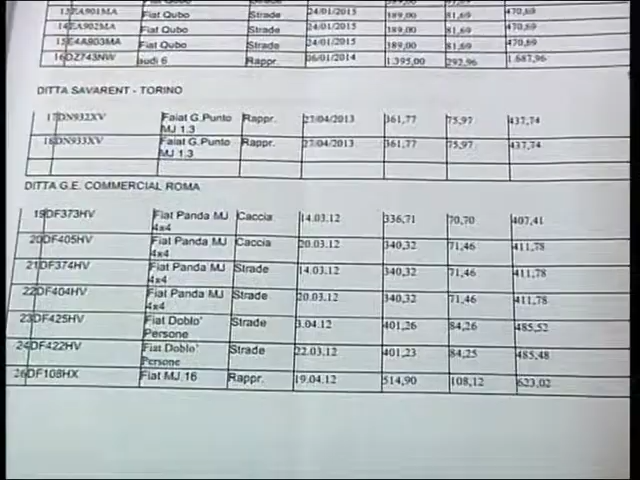 13EA901MA Fiat Qubo Strade 24/01/2015 389,00 81,69 470,69
14EA902MA Fiat Qubo Strade 24/01/2015 389,00 81,69 470,69
15E4A903MA Fiat Qubo Strade 24/01/2015 389,00 81,69 470,69
16DZ743NW audi 6 Rappr. 06/01/2014 1.395,00 292,96 1.687,96
DITTA SAVARENT - TORINO
17DN932XV Faiat G.Punto Rappr. 27/04/2013 361,77 75,97 437,74
MJ 1.3
18DN933XV Faiat G.Punto Rappr. 27/04/2013 361,77 75,97 437,74
MJ 1.3
DITTA G.E. COMMERCIAL ROMA
19DF373HV Fiat Panda MJ Caccia 14.03.12 336,71 70,70 407,41
4x4
20DF405HV Fiat Panda MJ Caccia 20.03.12 340,32 71,46 411,78
4x4
21DF374HV Fiat Panda MJ Strade 14.03.12 340,32 71,46 411,78
4x4
22DF404HV Fiat Panda MJ Strade 20.03.12 340,32 71,46 411,78
4x4
23DF425HV Fiat Doblo' Strade 3.04.12 401,26 84,26 485,52
Persone
24DF422HV Fiat Doblo' Strade 22.03.12 401,23 84,25 485,48
Persone
26DF108HX Fiat MJ 16 Rappr. 19.04.12 514,90 108,12 623,02